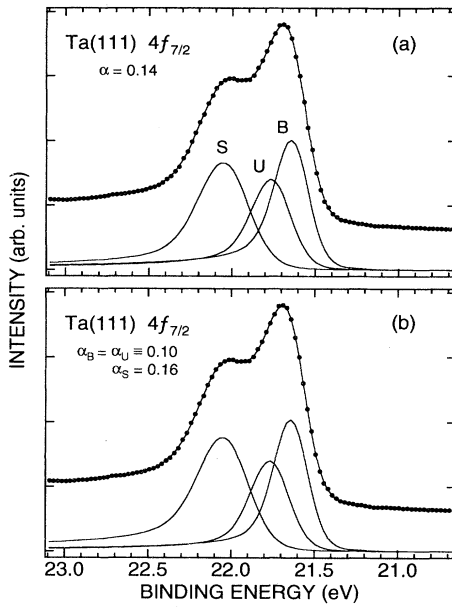 Ta(111) 4f7/2
α = 0.14
(a)
S
U
B
INTENSITY (arb. units)
Ta(111) 4f7/2
αB = αU ≡ 0.10
αS = 0.16
(b)
23.0 22.5 22.0 21.5 21.0
BINDING ENERGY (eV)